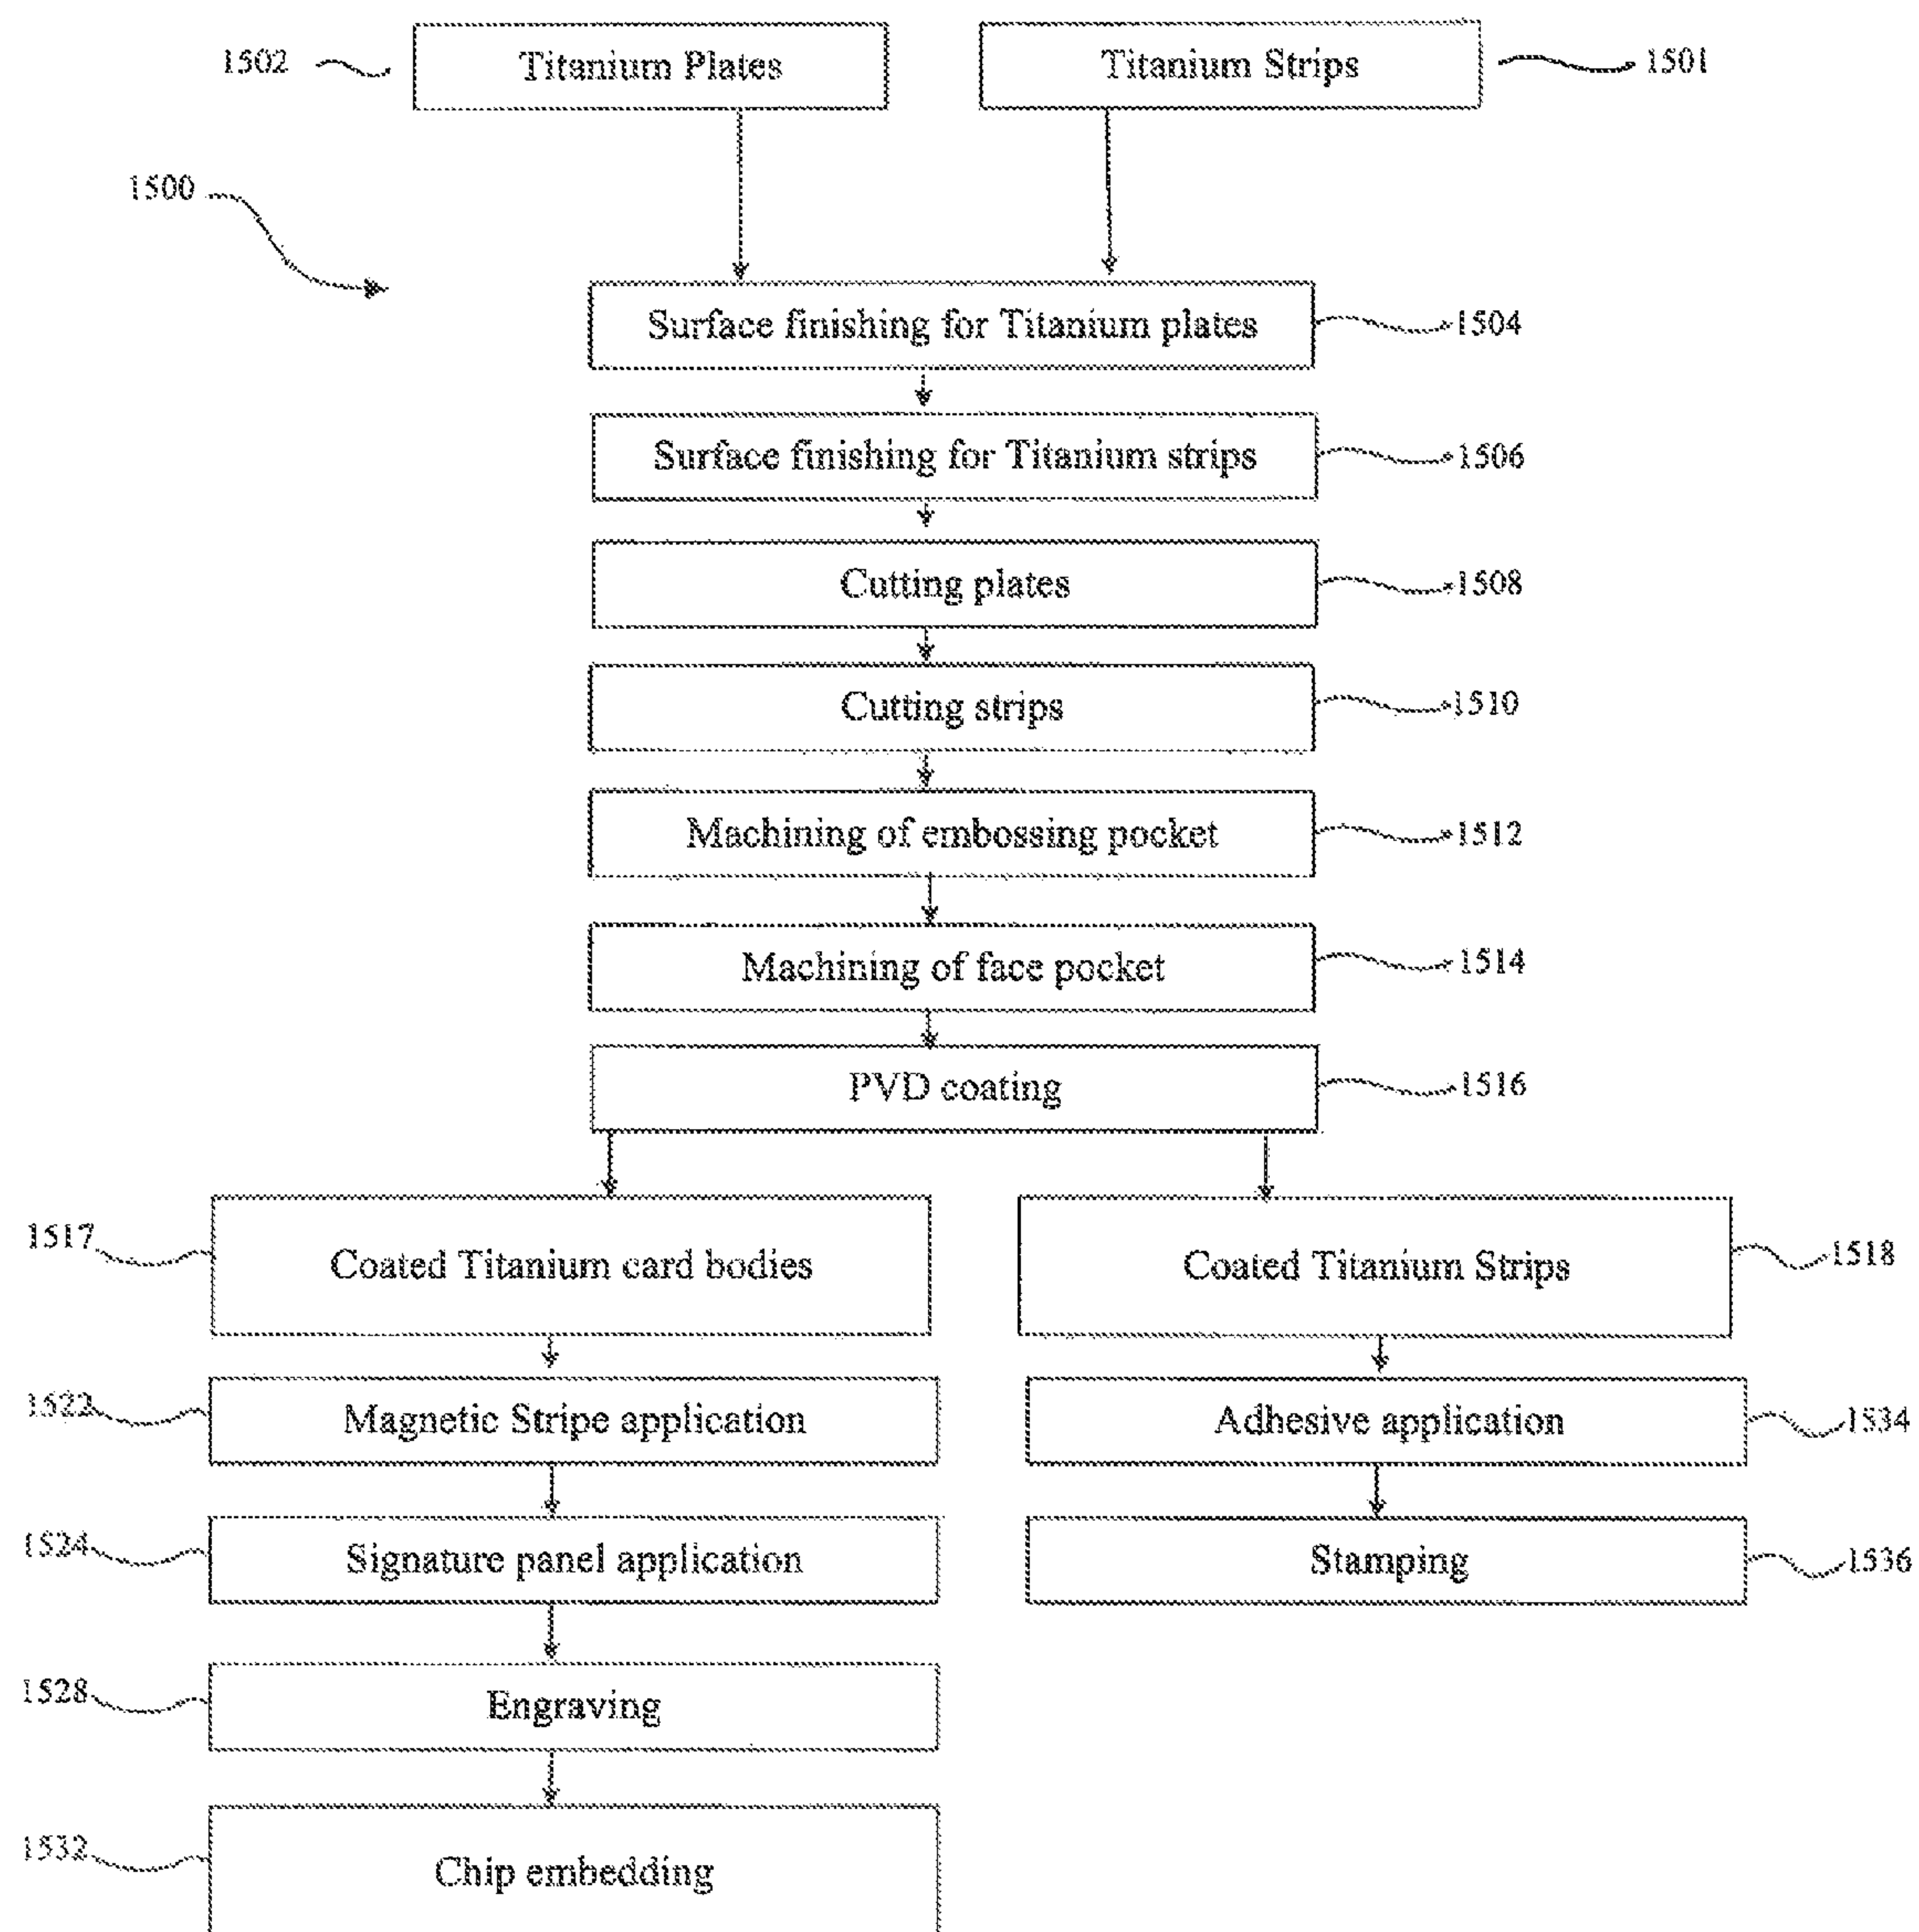 1502 Titanium Plates Titanium Strips 1501
1500
Surface finishing for Titanium plates 1504
Surface finishing for Titanium strips 1506
Cutting plates 1508
Cutting strips 1510
Machining of embossing pocket 1512
Machining of face pocket 1514
PVD coating 1516
1517 Coated Titanium card bodies Coated Titanium Strips 1518
1522 Magnetic Stripe application Adhesive application 1534
1524 Signature panel application Stamping 1536
1528 Engraving
1532 Chip embedding